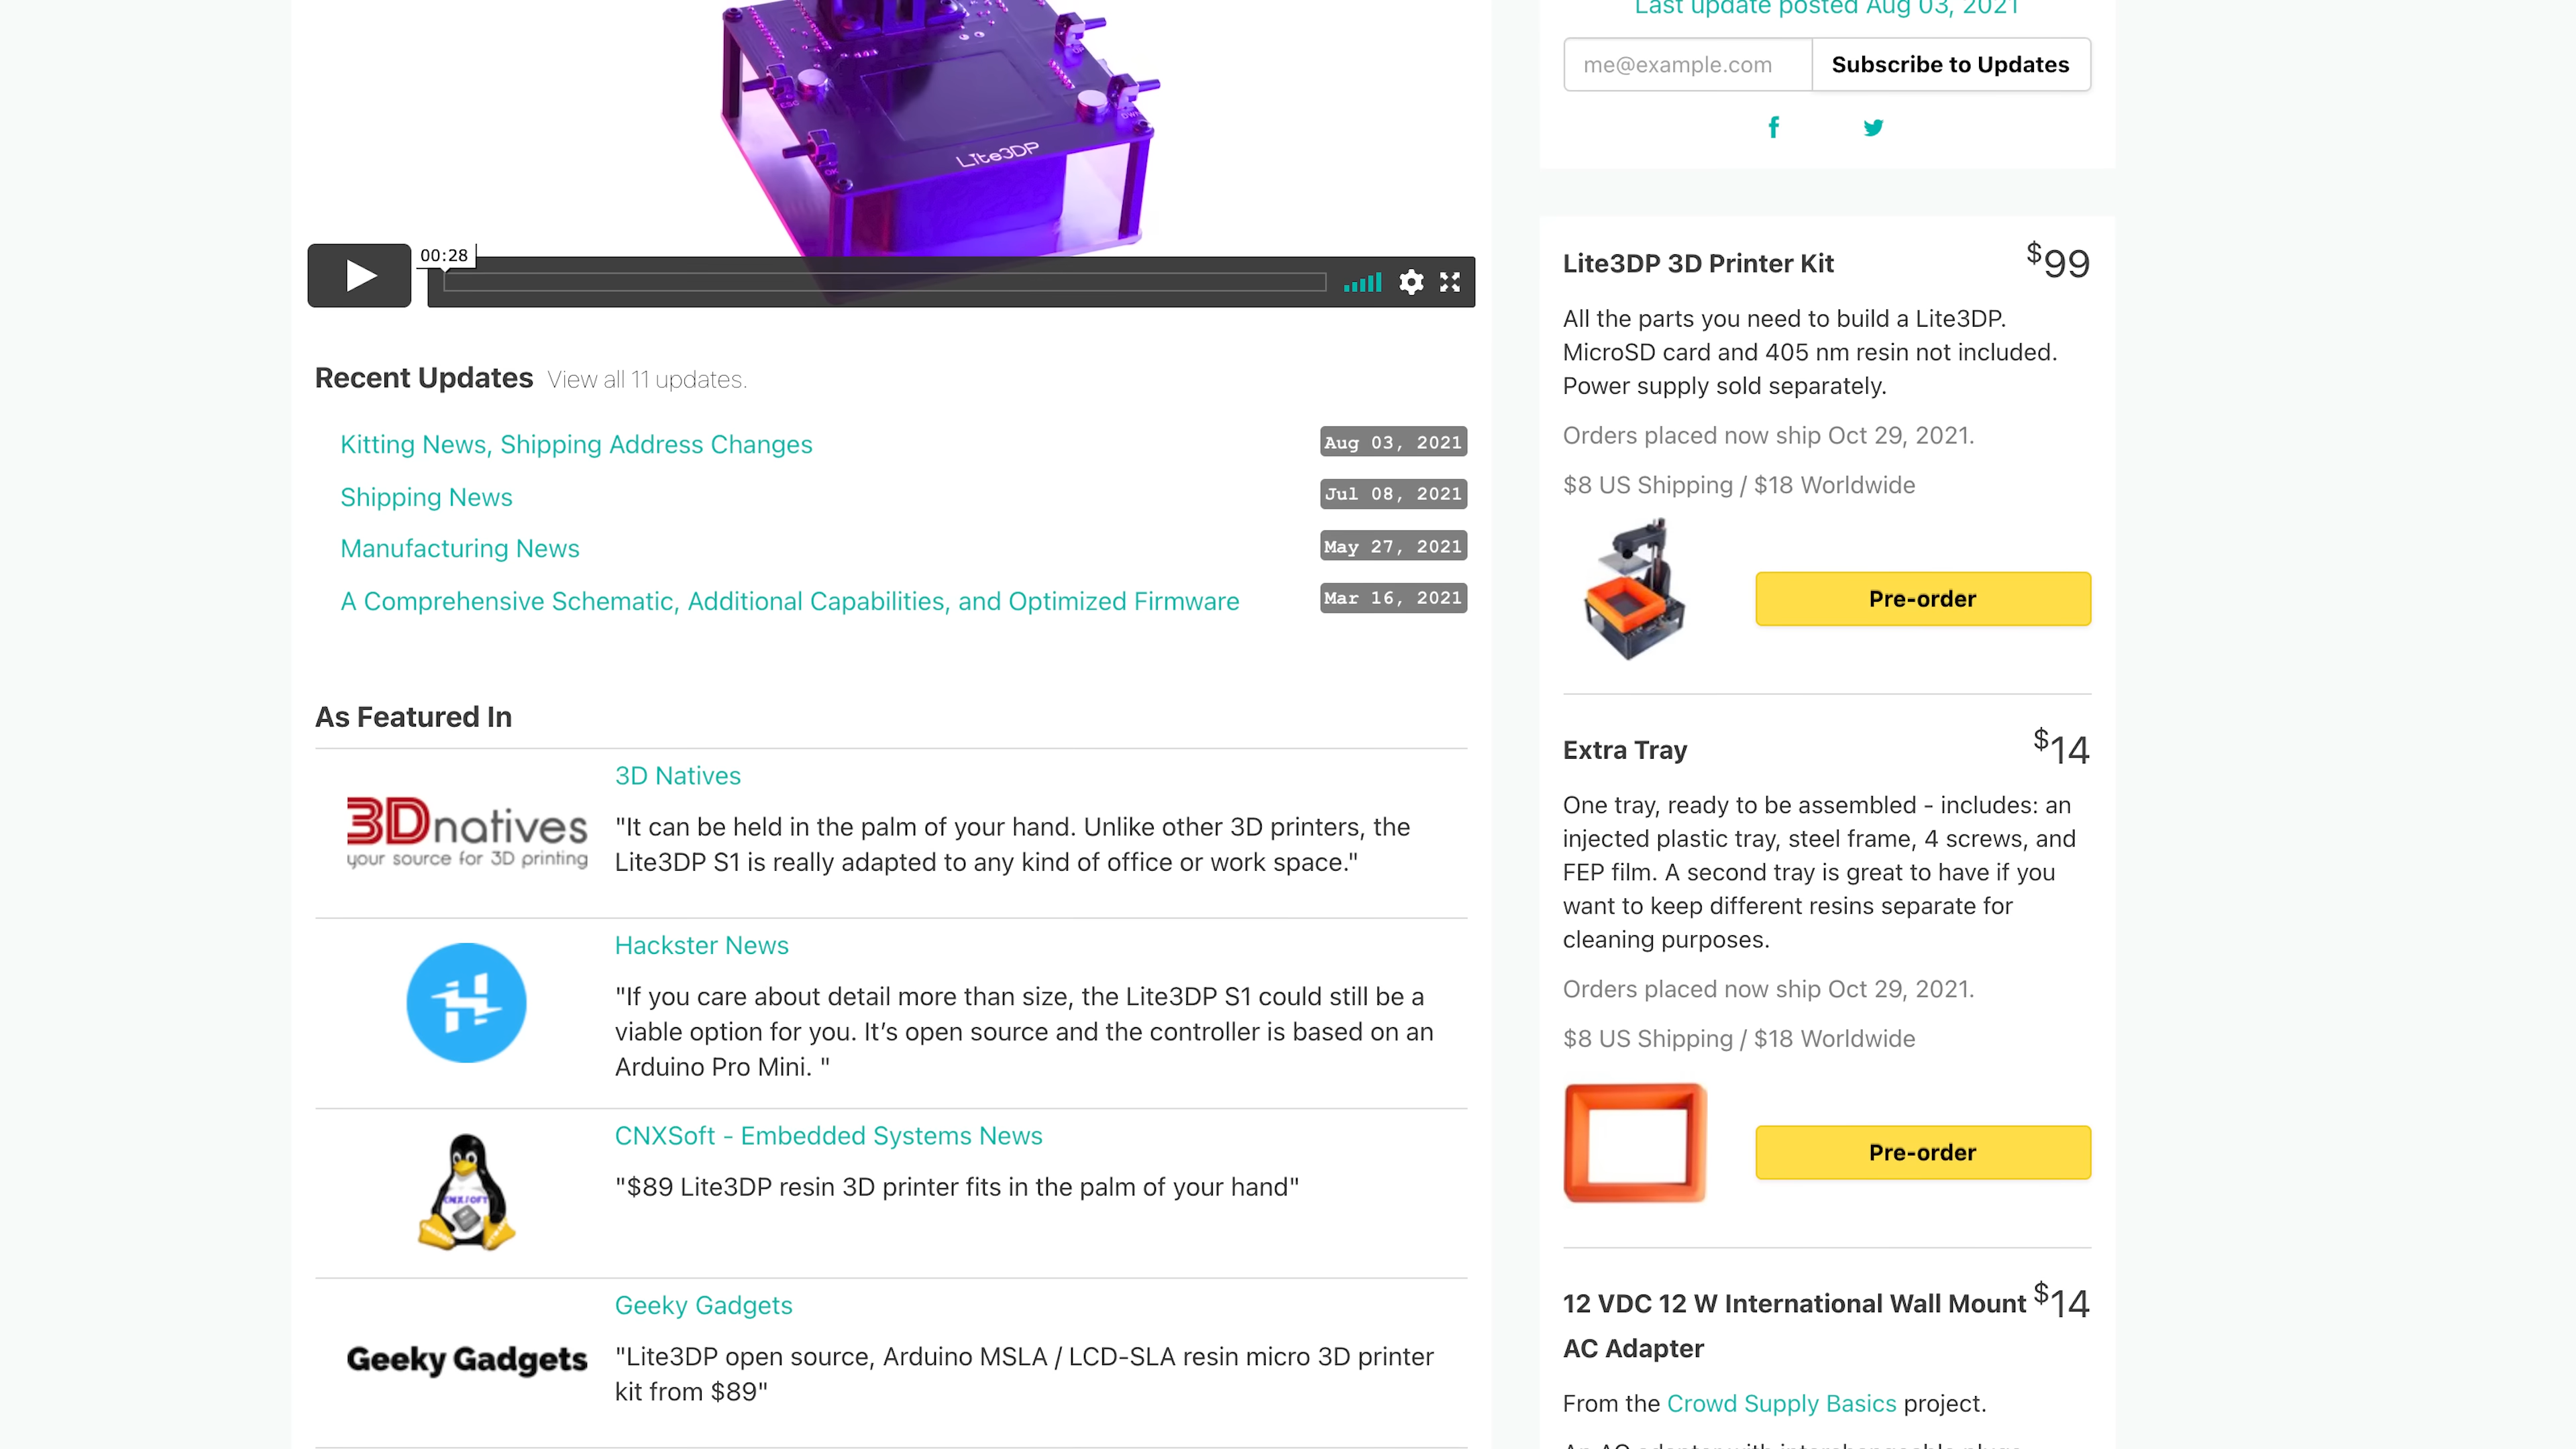 Last update posted Aug 03, 2021
me@example.com
Subscribe to Updates
Lite3DP
00:28
Recent Updates View all 11 updates.
Kitting News, Shipping Address Changes Aug 03, 2021
Shipping News Jul 08, 2021
Manufacturing News May 27, 2021
A Comprehensive Schematic, Additional Capabilities, and Optimized Firmware Mar 16, 2021
As Featured In
3Dnatives
your source for 3D printing
3D Natives
"It can be held in the palm of your hand. Unlike other 3D printers, the
Lite3DP S1 is really adapted to any kind of office or work space."
Hackster News
"If you care about detail more than size, the Lite3DP S1 could still be a
viable option for you. It’s open source and the controller is based on an
Arduino Pro Mini. "
CNXSoft - Embedded Systems News
"$89 Lite3DP resin 3D printer fits in the palm of your hand"
Geeky Gadgets
Geeky Gadgets
"Lite3DP open source, Arduino MSLA / LCD-SLA resin micro 3D printer
kit from $89"
Lite3DP 3D Printer Kit $99
All the parts you need to build a Lite3DP.
MicroSD card and 405 nm resin not included.
Power supply sold separately.
Orders placed now ship Oct 29, 2021.
$8 US Shipping / $18 Worldwide
Pre-order
Extra Tray $14
One tray, ready to be assembled - includes: an
injected plastic tray, steel frame, 4 screws, and
FEP film. A second tray is great to have if you
want to keep different resins separate for
cleaning purposes.
Orders placed now ship Oct 29, 2021.
$8 US Shipping / $18 Worldwide
Pre-order
12 VDC 12 W International Wall Mount $14
AC Adapter
From the Crowd Supply Basics project.